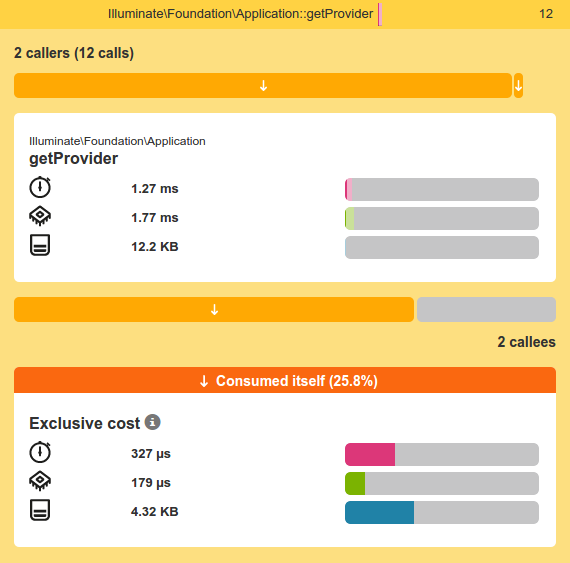 Illuminate\Foundation\Application::getProvider 12
2 callers (12 calls)
Illuminate\Foundation\Application
getProvider
1.27 ms
1.77 ms
12.2 KB
2 callees
↓ Consumed itself (25.8%)
Exclusive cost
327 µs
179 µs
4.32 KB